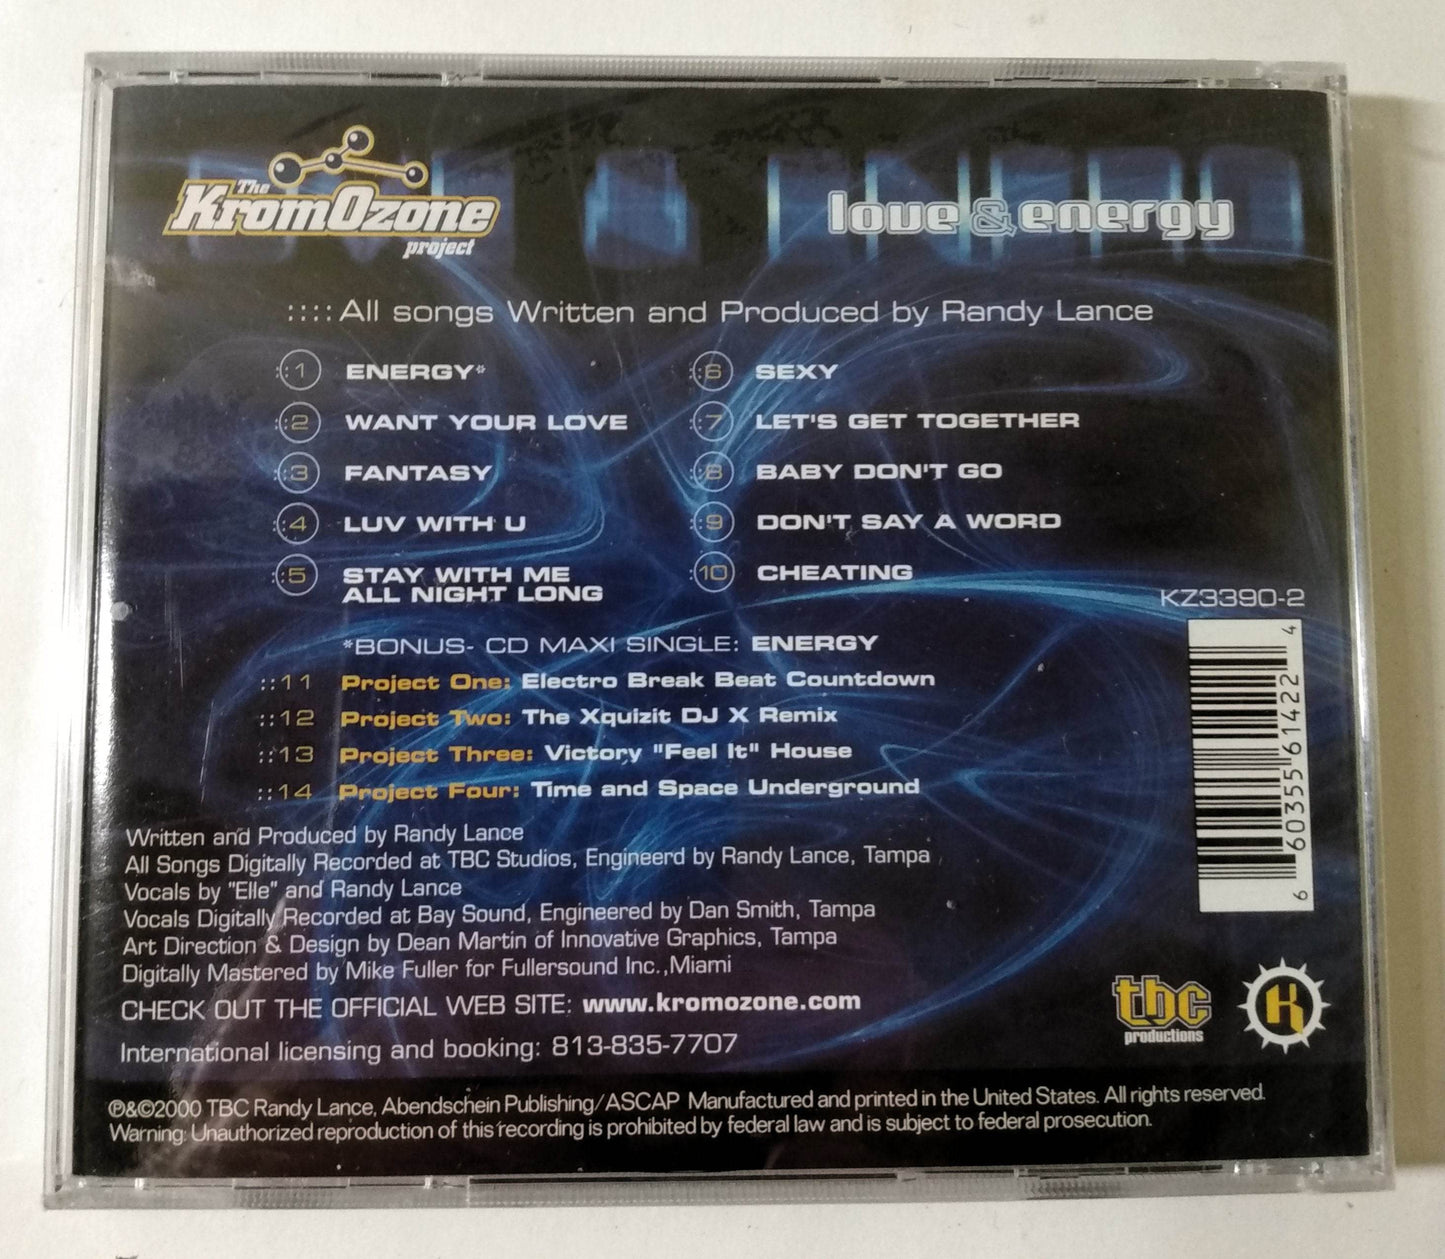 The
KromOzone
project
love & energy
::::All songs Written and Produced by Randy Lance
::1 ENERGY*
::2 WANT YOUR LOVE
::3 FANTASY
::4 LUV WITH U
::5 STAY WITH ME
ALL NIGHT LONG
::6 SEXY
::7 LET'S GET TOGETHER
::8 BABY DON'T GO
::9 DON'T SAY A WORD
:10 CHEATING
KZ3390-2
*BONUS- CD MAXI SINGLE: ENERGY
::11 Project One: Electro Break Beat Countdown
::12 Project Two: The Xquizit DJ X Remix
::13 Project Three: Victory "Feel It" House
::14 Project Four: Time and Space Underground
6 60355 61422 4
Written and Produced by Randy Lance
All Songs Digitally Recorded at TBC Studios, Engineerd by Randy Lance, Tampa
Vocals by "Elle" and Randy Lance
Vocals Digitally Recorded at Bay Sound, Engineered by Dan Smith, Tampa
Art Direction & Design by Dean Martin of Innovative Graphics, Tampa
Digitally Mastered by Mike Fuller for Fullersound Inc.,Miami
CHECK OUT THE OFFICIAL WEB SITE: www.kromozone.com
International licensing and booking: 813-835-7707
tbc
productions
K
℗&©2000 TBC Randy Lance, Abendschein Publishing/ASCAP Manufactured and printed in the United States. All rights reserved.
Warning: Unauthorized reproduction of this recording is prohibited by federal law and is subject to federal prosecution.